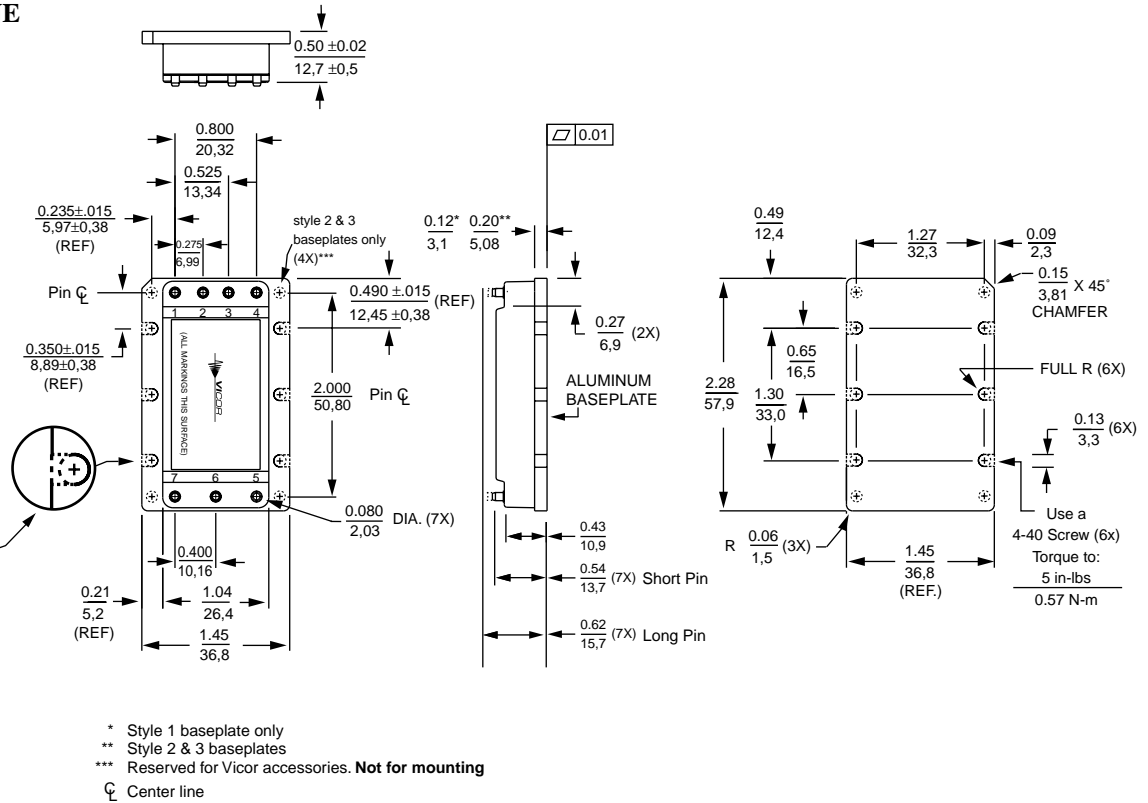 NE
0.50 ±0.02
12,7 ±0,5
0.800
20,32
0.525
13,34
0.235±.015
5,97±0,38
(REF)
0.275
6,99
style 2 & 3
baseplates only
(4X)***
Pin ℄
0.490 ±.015 (REF)
12,45 ±0,38
0.350±.015
8,89±0,38
(REF)
1 2 3 4
(ALL MARKINGS THIS SURFACE)
VICOR
2.000
50,80
Pin ℄
7 6 5
0.080 DIA. (7X)
2,03
0.400
10,16
0.21
5,2
(REF)
1.04
26,4
1.45
36,8
0.01
0.12* 0.20**
3,1 5,08
0.27 (2X)
6,9
ALUMINUM
BASEPLATE
0.43
10,9
0.54 (7X) Short Pin
13,7
0.62 (7X) Long Pin
15,7
0.49
12,4
1.27
32,3
0.09
2,3
0.15 X 45°
3,81
CHAMFER
0.65
16,5
2.28
57,9
1.30
33,0
FULL R (6X)
0.13 (6X)
3,3
R 0.06 (3X)
1,5
1.45
36,8
(REF.)
Use a
4-40 Screw (6x)
Torque to:
5 in-lbs
0.57 N-m
* Style 1 baseplate only
** Style 2 & 3 baseplates
*** Reserved for Vicor accessories. Not for mounting
℄ Center line